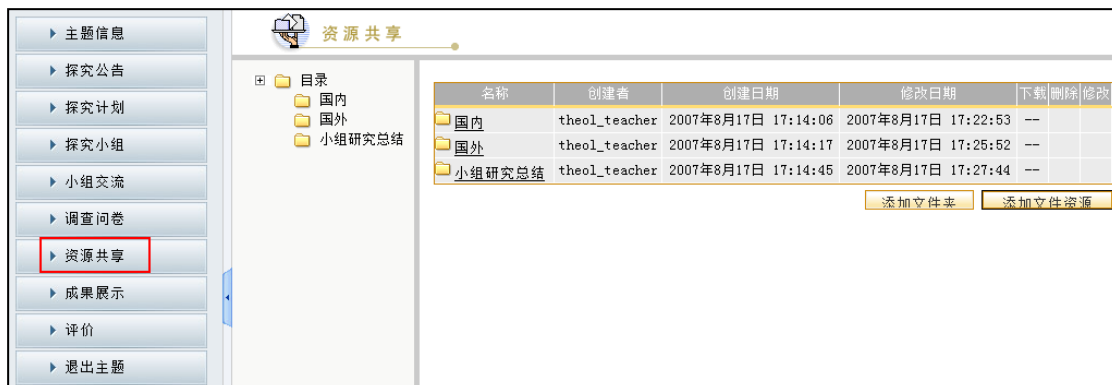 主题信息
探究公告
探究计划
探究小组
小组交流
调查问卷
资源共享
成果展示
评价
退出主题
资源共享
目录
国内
国外
小组研究总结
名称 创建者 创建日期 修改日期 下载 删除 修改
国内 theol_teacher 2007年8月17日 17:14:06 2007年8月17日 17:22:53 --
国外 theol_teacher 2007年8月17日 17:14:17 2007年8月17日 17:25:52 --
小组研究总结 theol_teacher 2007年8月17日 17:14:45 2007年8月17日 17:27:44 --
添加文件夹 添加文件资源